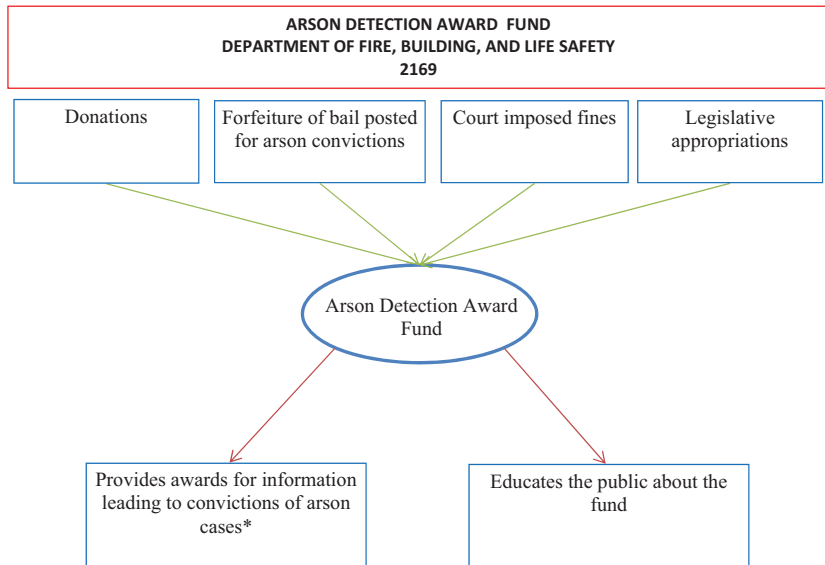 ARSON DETECTION AWARD FUND
DEPARTMENT OF FIRE, BUILDING, AND LIFE SAFETY
2169
Donations
Forfeiture of bail posted
for arson convictions
Court imposed fines
Legislative
appropriations
Arson Detection Award
Fund
Provides awards for information
leading to convictions of arson
cases*
Educates the public about the
fund